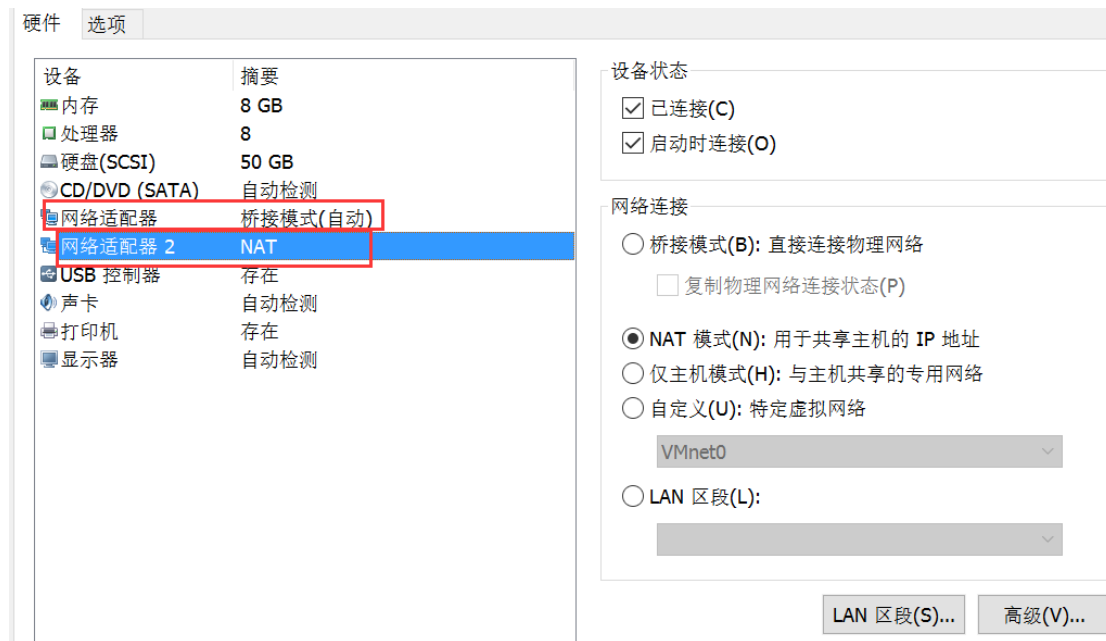 硬件 选项
设备 摘要
内存 8 GB
处理器 8
硬盘(SCSI) 50 GB
CD/DVD (SATA) 自动检测
网络适配器 桥接模式(自动)
网络适配器 2 NAT
USB 控制器 存在
声卡 自动检测
打印机 存在
显示器 自动检测
设备状态
已连接(C)
启动时连接(O)
网络连接
桥接模式(B): 直接连接物理网络
复制物理网络连接状态(P)
NAT 模式(N): 用于共享主机的 IP 地址
仅主机模式(H): 与主机共享的专用网络
自定义(U): 特定虚拟网络
VMnet0
LAN 区段(L):
LAN 区段(S)... 高级(V)...